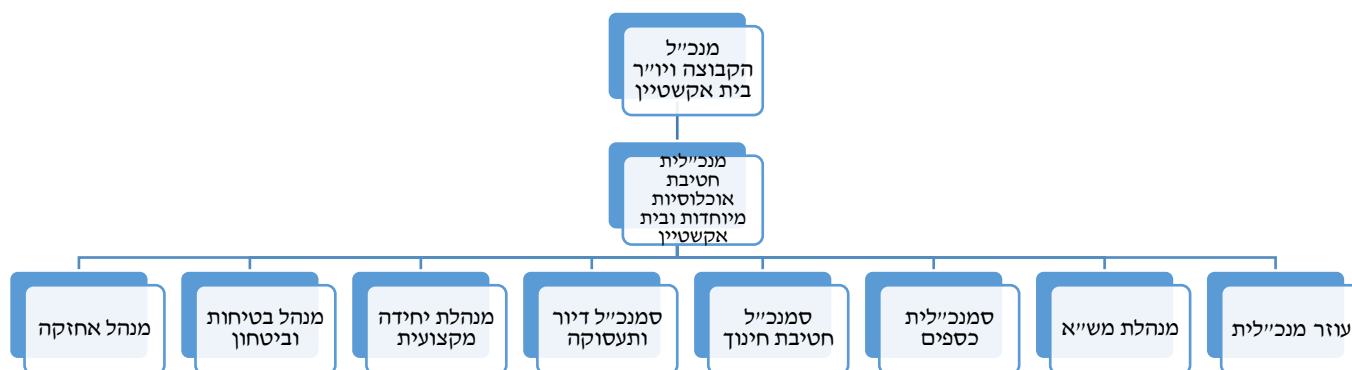 מנכ״ל
הקבוצה ויו״ר
בית אקשטיין
מנכ״לית
חטיבת
אוכלוסיות
מיוחדות ובית
אקשטיין
עוזר מנכ״לית
מנהלת מש״א
סמנכ״לית
כספים
סמנכ״ל
חטיבת חינוך
סמנכ״ל דיור
ותעסוקה
מנהלת יחידה
מקצועית
מנהל בטיחות
וביטחון
מנהל אחזקה